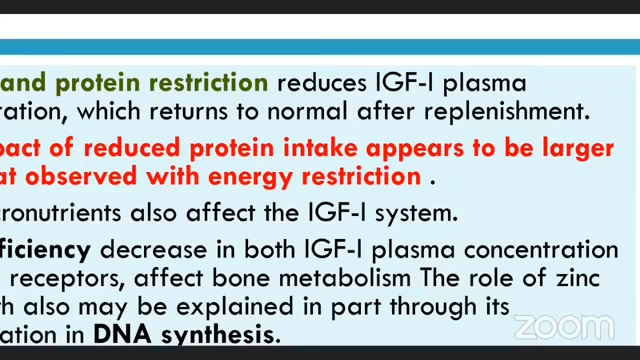 and protein restriction reduces IGF-I plasma
ration, which returns to normal after replenishment.
pact of reduced protein intake appears to be larger
at observed with energy restriction .
cronutrients also affect the IGF-I system.
ficiency decrease in both IGF-I plasma concentration
receptors, affect bone metabolism The role of zinc
th also may be explained in part through its
ation in DNA synthesis.
zoom